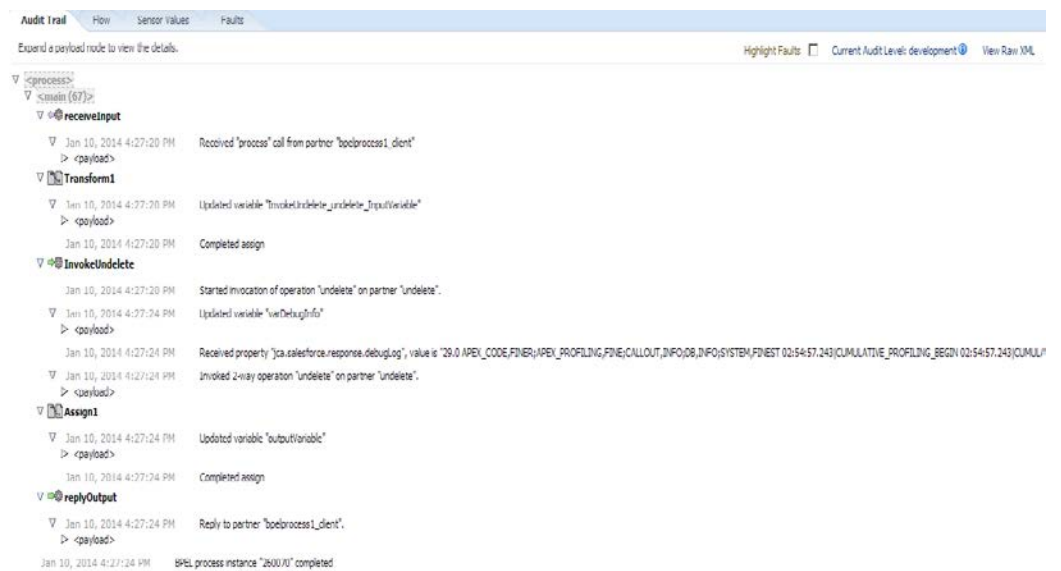 Audit Trail Flow Sensor Values Faults
Expand a payload node to view the details. Highlight Faults Current Audit Level: development View Raw XML
<process>
<main (67)>
receiveInput
Jan 10, 2014 4:27:20 PM Received "process" call from partner "bpelprocess1_client"
<payload>
Transform1
Jan 10, 2014 4:27:20 PM Updated variable "InvokeUndelete_undelete_InputVariable"
<payload>
Jan 10, 2014 4:27:20 PM Completed assign
InvokeUndelete
Jan 10, 2014 4:27:20 PM Started invocation of operation "undelete" on partner "undelete".
Jan 10, 2014 4:27:24 PM Updated variable "varDebugInfo"
<payload>
Jan 10, 2014 4:27:24 PM Received property "jca.salesforce.response.debugLog", value is "29.0 APEX_CODE,FINER;APEX_PROFILING,FINE;CALLOUT,INFO;DB,INFO;SYSTEM,FINEST 02:54:57.243|CUMULATIVE_PROFILING_BEGIN 02:54:57.243|CUMUL
Jan 10, 2014 4:27:24 PM Invoked 2-way operation "undelete" on partner "undelete".
<payload>
Assign1
Jan 10, 2014 4:27:24 PM Updated variable "outputVariable"
<payload>
Jan 10, 2014 4:27:24 PM Completed assign
replyOutput
Jan 10, 2014 4:27:24 PM Reply to partner "bpelprocess1_client".
<payload>
Jan 10, 2014 4:27:24 PM BPEL process instance "260070" completed